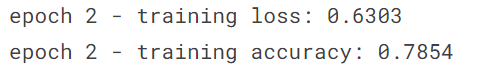 epoch 2 - training loss: 0.6303
epoch 2 - training accuracy: 0.7854